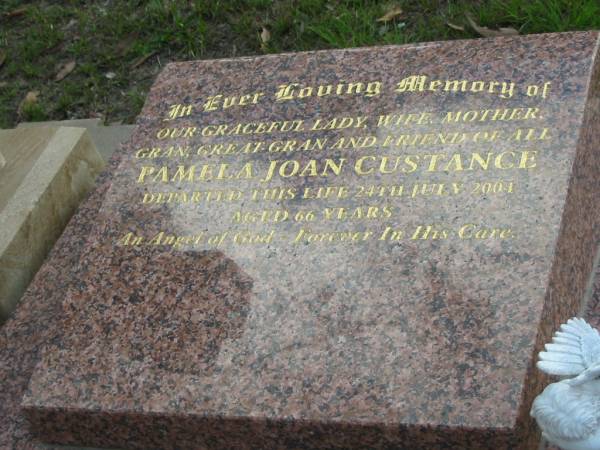 In Ever Loving Memory of
OUR GRACEFUL LADY, WIFE, MOTHER,
GRAN, GREAT-GRAN AND FRIEND OF ALL
PAMELA JOAN CUSTANCE
DEPARTED THIS LIFE 24TH JULY 2004
AGED 66 YEARS
An Angel of God - Forever In His Care.